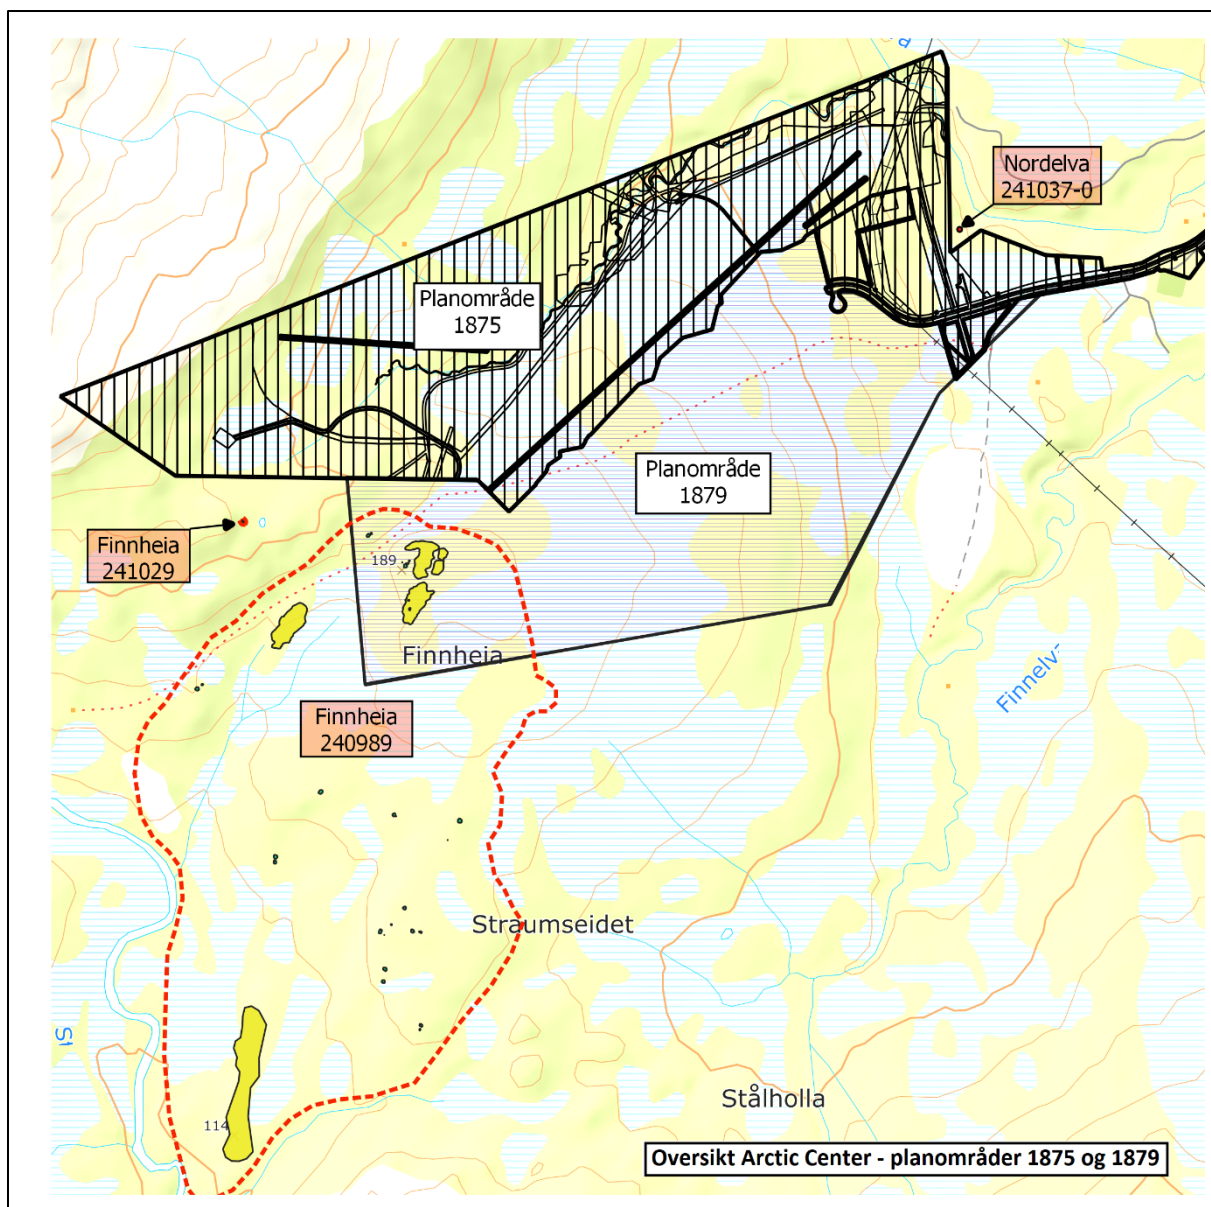 a
Nordelva
241037-0
Planområde
1875
Planområde
1879
Finnheia
241029
189
Finnheia
Finnelv-
Finnheia
240989
Straumseidet
St
Stålholla
114
Oversikt Arctic Center - planområder 1875 og 1879